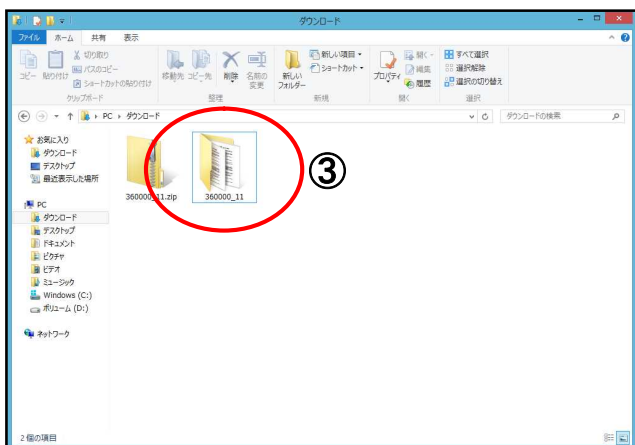 ダウンロード
ファイル ホーム 共有 表示
コピー 貼り付け 切り取り
パスのコピー
ショートカットの貼り付け
移動先 コピー先 削除 名前の変更
新しいフォルダー
新しい項目
ショートカット
プロパティ 開く
編集
履歴
すべて選択
選択解除
選択の切り替え
クリップボード 整理 新規 開く 選択
PC ダウンロード
ダウンロードの検索
お気に入り
ダウンロード
デスクトップ
最近表示した場所
PC
ダウンロード
デスクトップ
ドキュメント
ピクチャ
ビデオ
ミュージック
Windows (C:)
ボリューム (D:)
ネットワーク
360000_11.zip 360000_11
③
2 個の項目